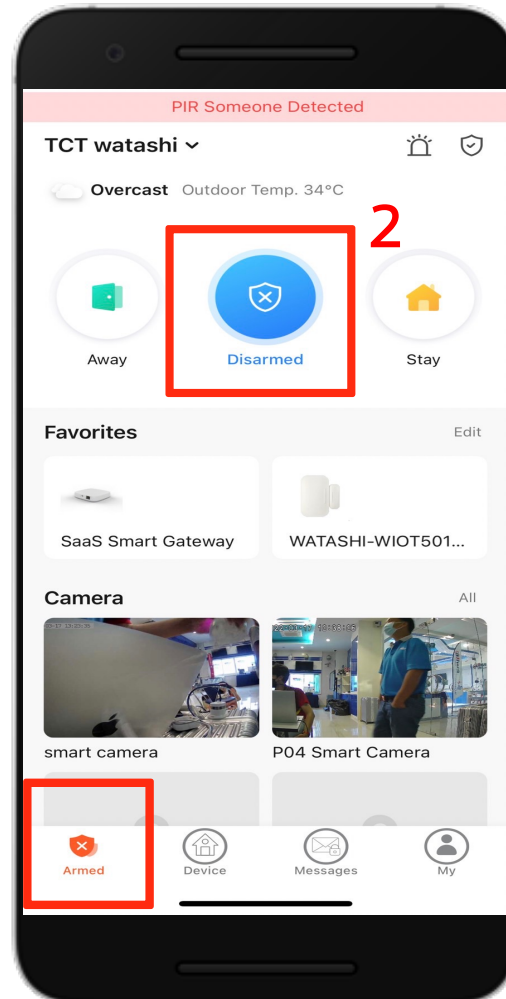 PIR Someone Detected
TCT watashi
Overcast Outdoor Temp. 34°C
2
Away Disarmed Stay
Favorites Edit
SaaS Smart Gateway WATASHI-WIOT501...
Camera All
smart camera P04 Smart Camera
Armed Device Messages My